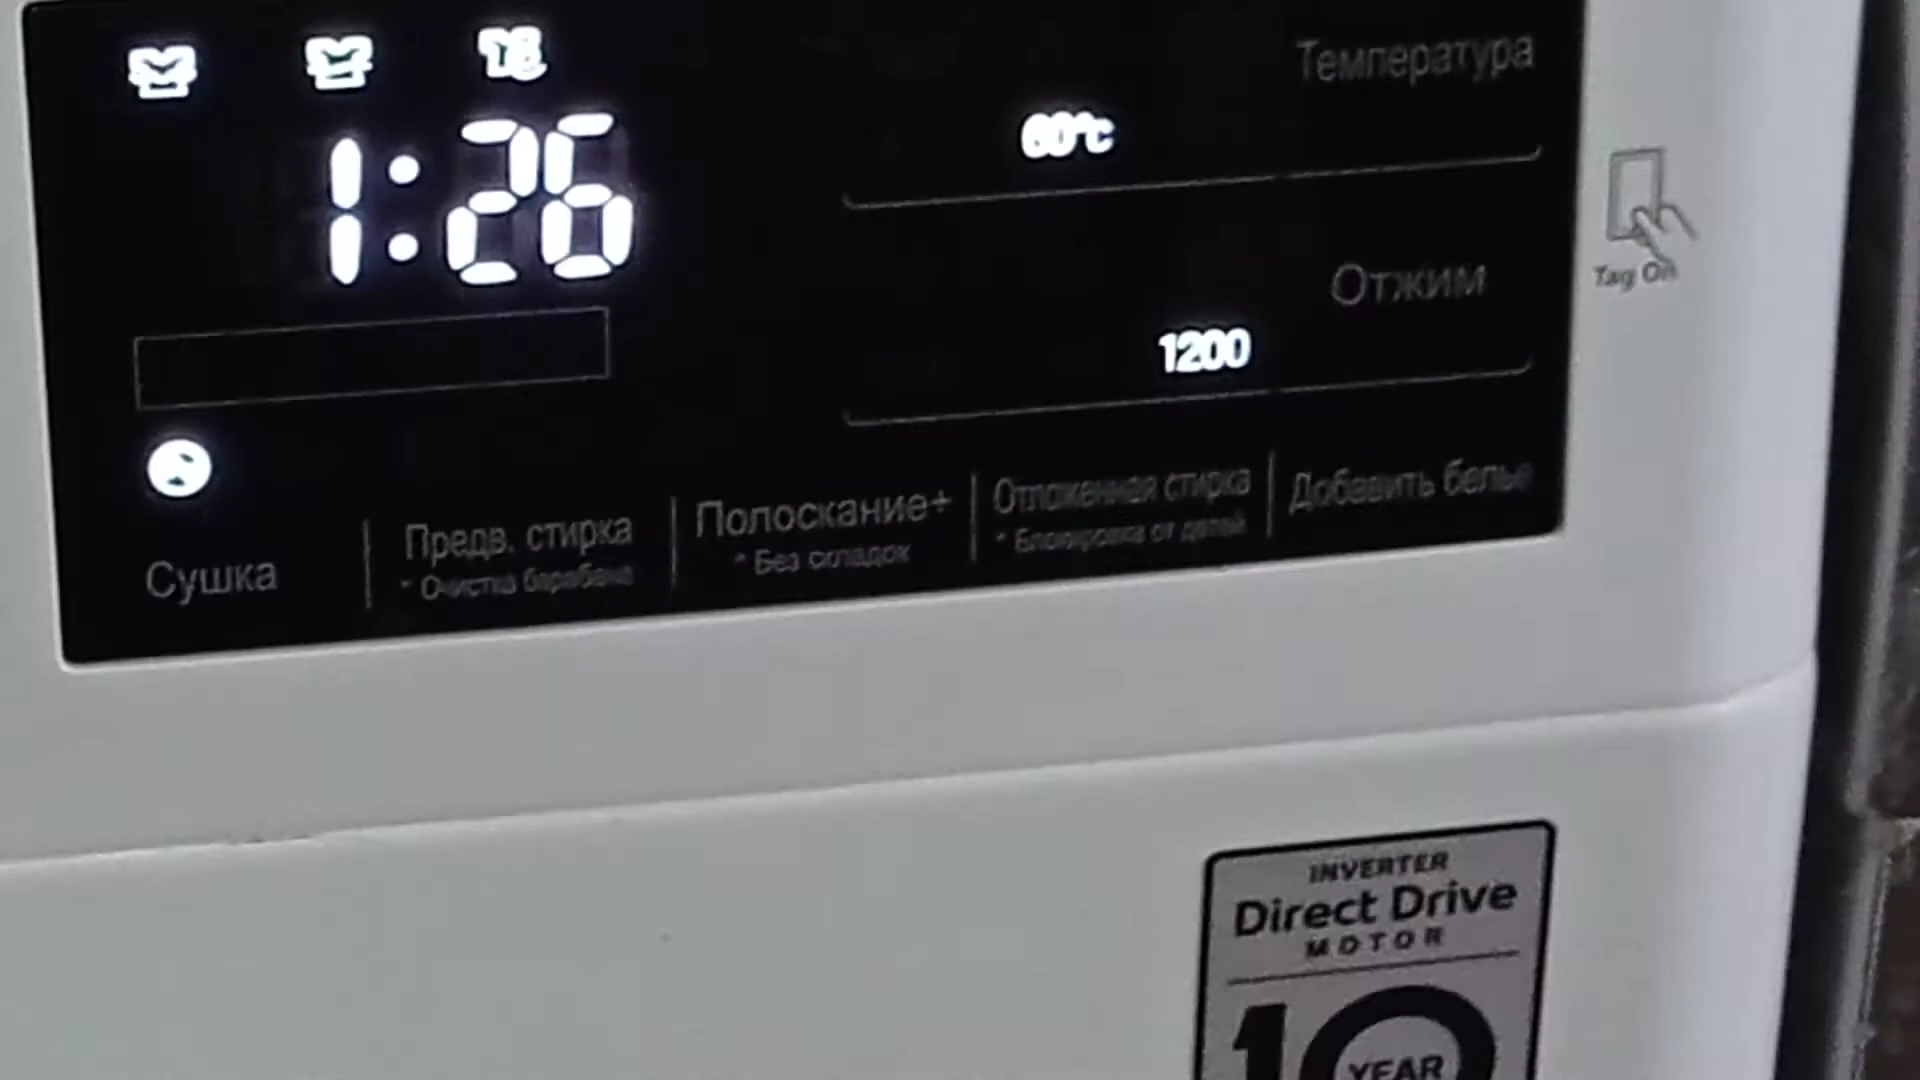 Температура
60°c
1:26
Отжим
Tag On
1200
Сушка
Предв. стирка
* Очистка барабана
Полоскание+
* Без складок
Отложенная стирка
* Блокировка от детей
Добавить белье
INVERTER
Direct Drive
MOTOR
10
YEAR